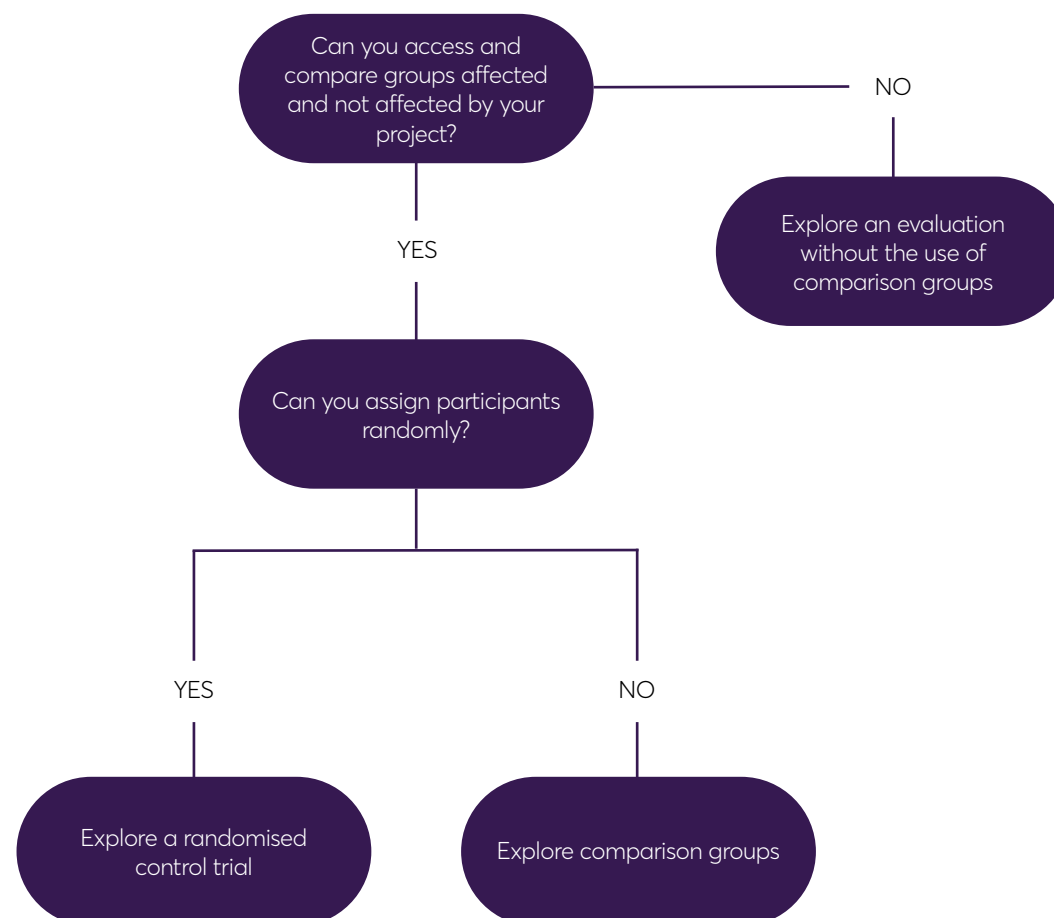 Can you access and
compare groups affected
and not affected by your
project?
NO
Explore an evaluation
without the use of
comparison groups
YES
Can you assign participants
randomly?
YES
NO
Explore a randomised
control trial
Explore comparison groups